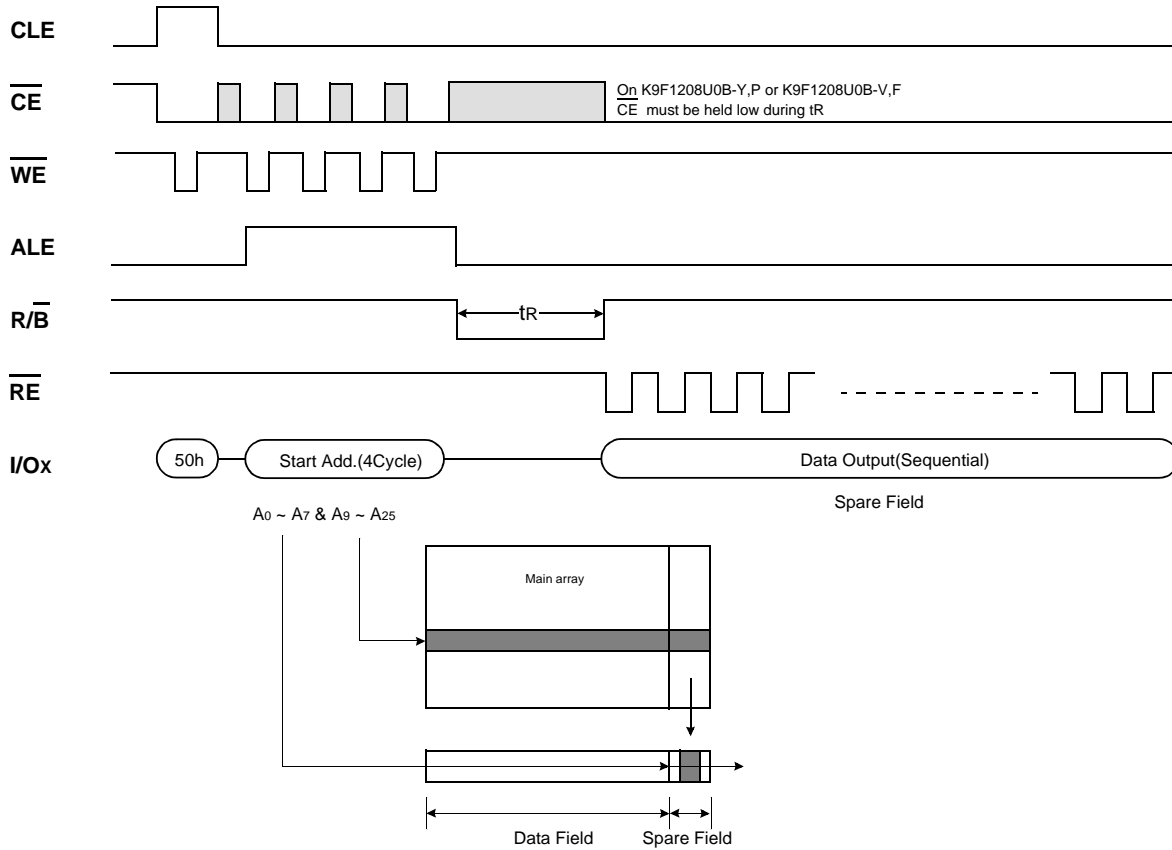 CLE
CE
On K9F1208U0B-Y,P or K9F1208U0B-V,F
CE must be held low during tR
WE
ALE
R/B
tR
RE
I/Ox
50h
Start Add.(4Cycle)
Data Output(Sequential)
Spare Field
A0 ~ A7 & A9 ~ A25
Main array
Data Field
Spare Field